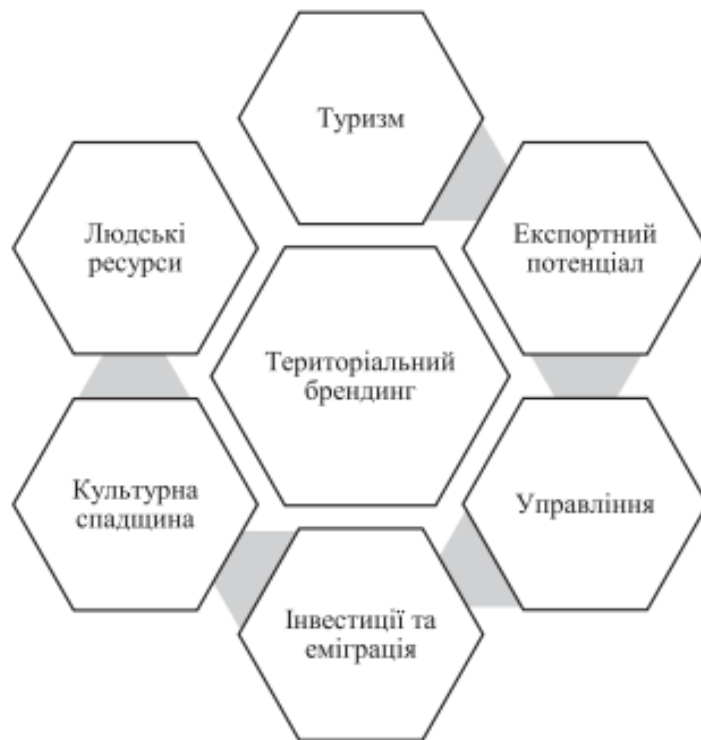 Туризм
Людські
ресурси
Експортний
потенціал
Територіальний
брендинг
Культурна
спадщина
Управління
Інвестиції та
еміграція